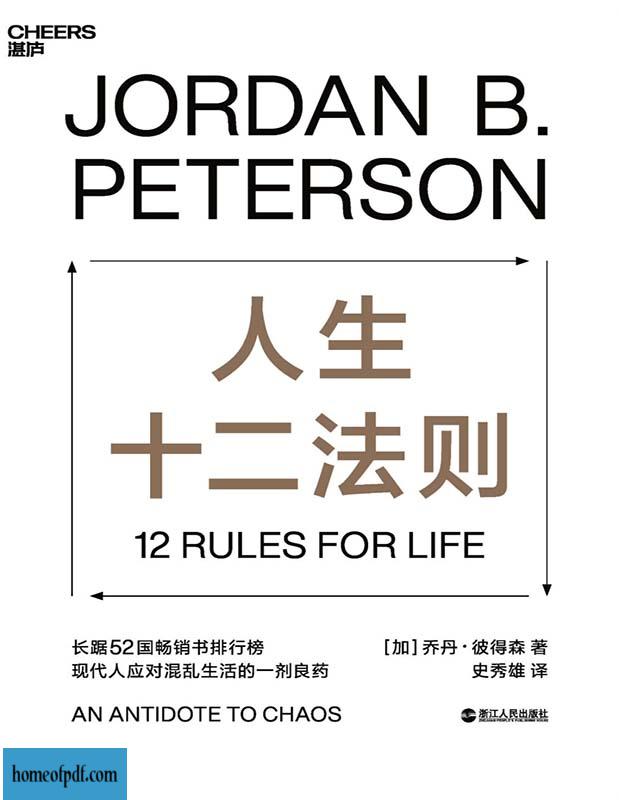 CHEERS
湛庐
JORDAN B.
PETERSON
人生
十二法则
12 RULES FOR LIFE
长踞52国畅销书排行榜
现代人应对混乱生活的一剂良药
[加] 乔丹·彼得森 著
史秀雄 译
AN ANTIDOTE TO CHAOS
浙江人民出版社
homeofpdf.com